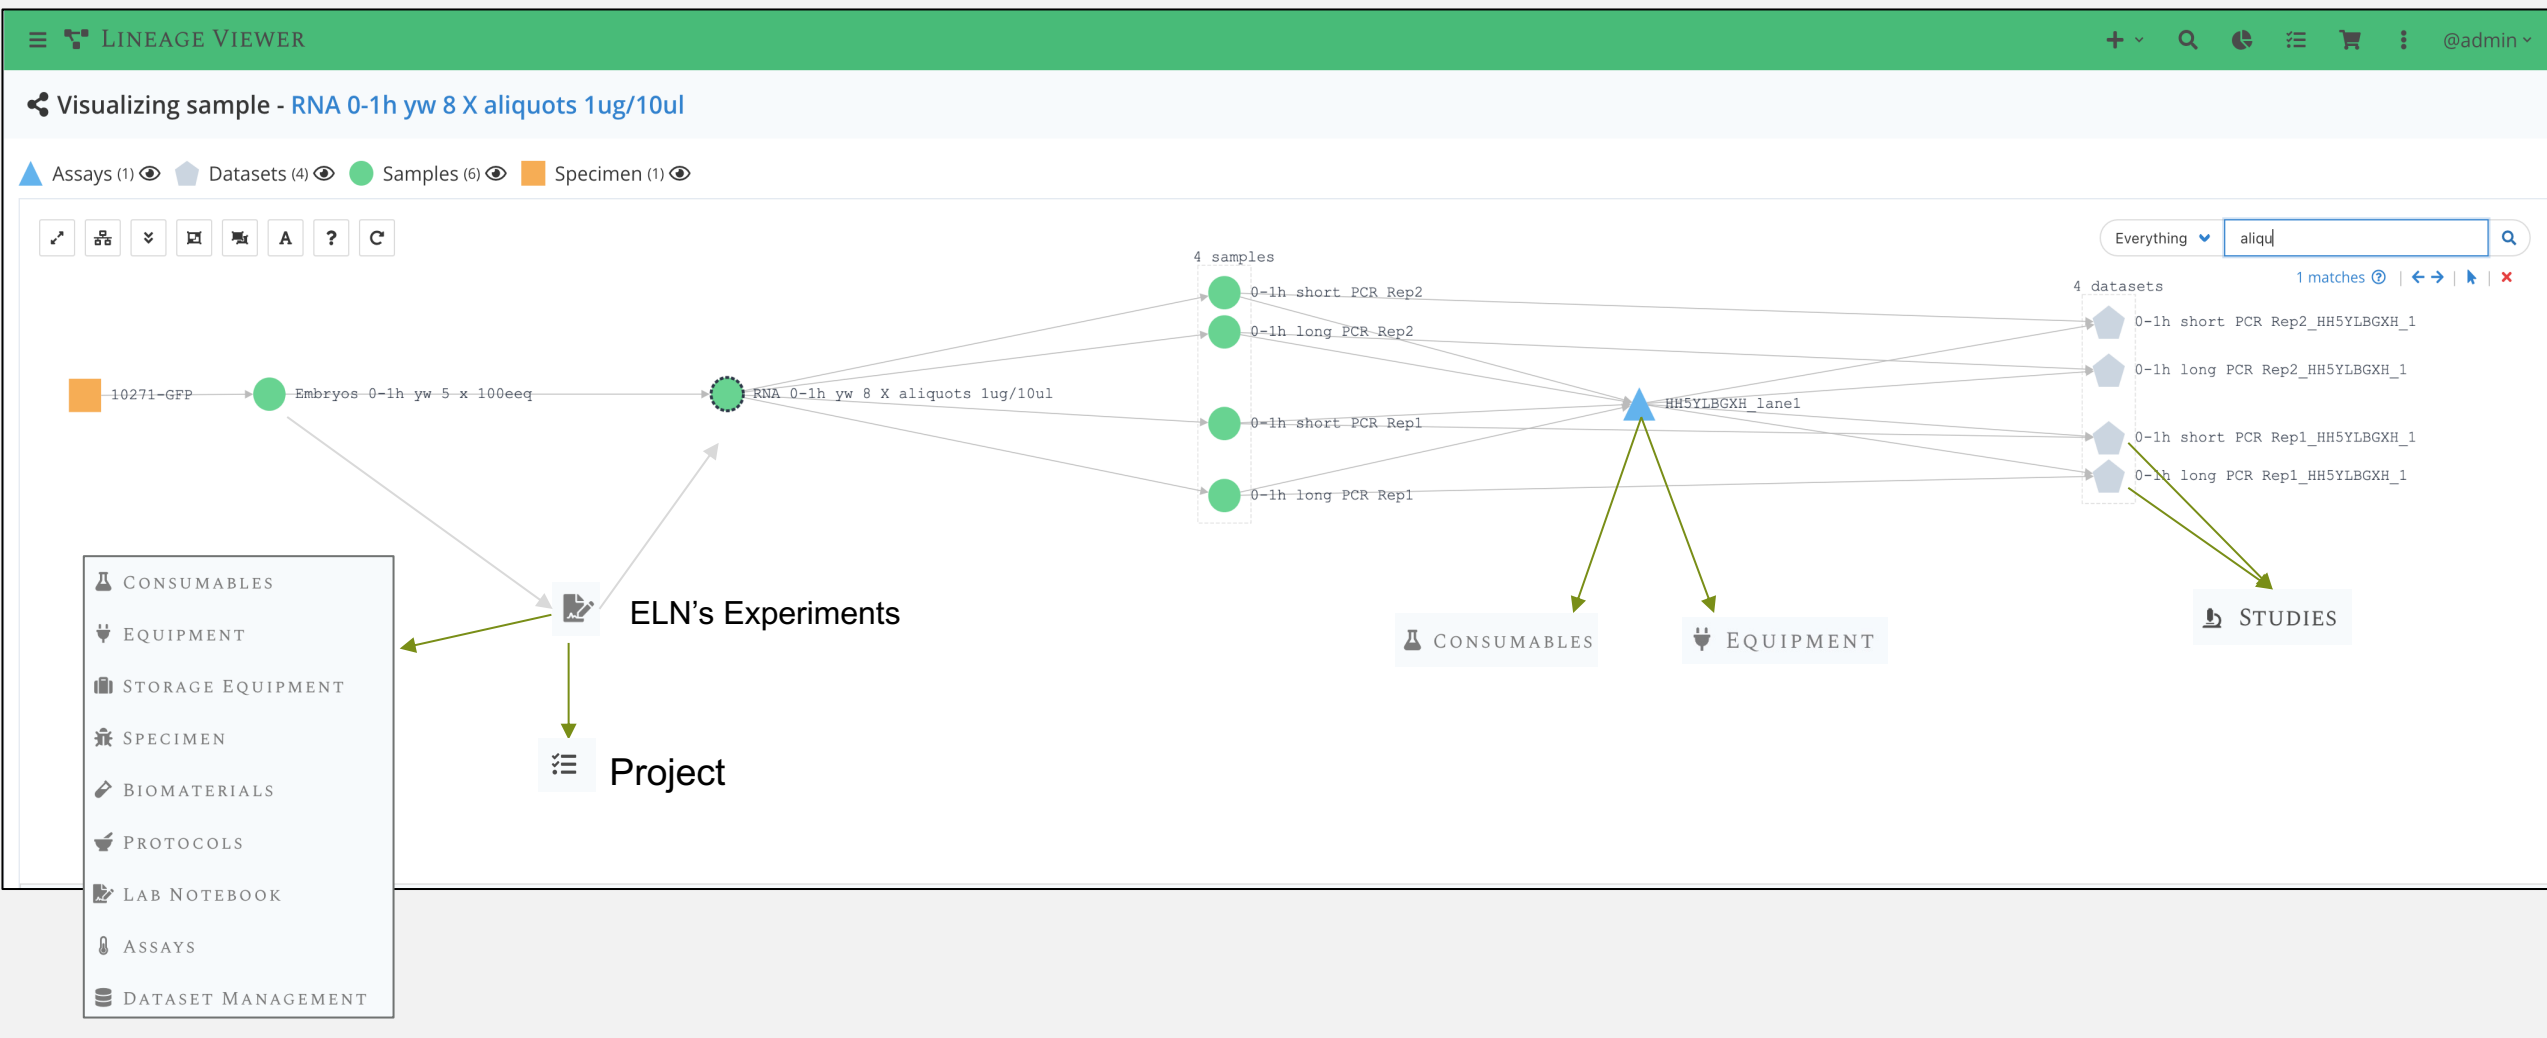 LINEAGE VIEWER
@admin
Visualizing sample - RNA 0-1h yw 8 X aliquots 1ug/10ul
Assays (1) Datasets (4) Samples (6) Specimen (1)
A ?
Everything aliqu
1 matches
4 samples
4 datasets
0-1h short PCR Rep2
0-1h long PCR Rep2
0-1h short PCR Rep2_HH5YLBGXH_1
0-1h long PCR Rep2_HH5YLBGXH_1
10271-GFP
Embryos 0-1h yw 5 x 100eeq
RNA 0-1h yw 8 X aliquots 1ug/10ul
HH5YLBGXH_lane1
0-1h short PCR Rep1
0-1h short PCR Rep1_HH5YLBGXH_1
0-1h long PCR Rep1_HH5YLBGXH_1
0-1h long PCR Rep1
CONSUMABLES
EQUIPMENT
STORAGE EQUIPMENT
SPECIMEN
BIOMATERIALS
PROTOCOLS
LAB NOTEBOOK
ASSAYS
DATASET MANAGEMENT
ELN's Experiments
Project
CONSUMABLES
EQUIPMENT
STUDIES